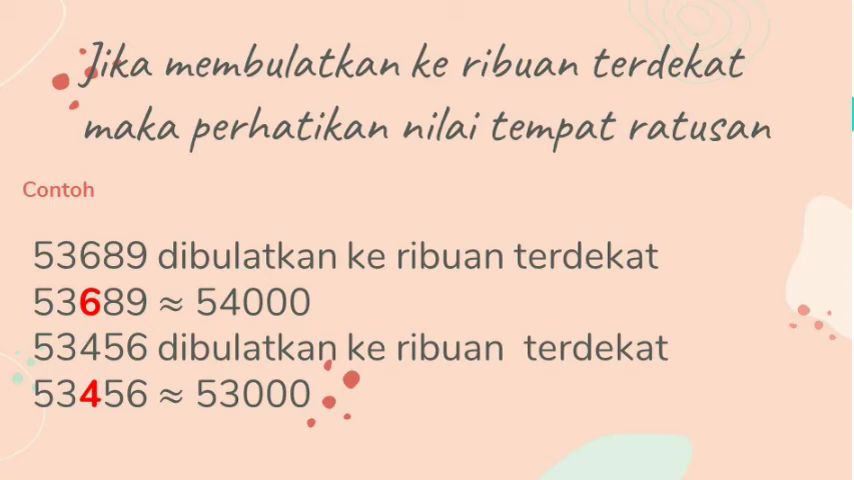 Jika membulatkan ke ribuan terdekat
maka perhatikan nilai tempat ratusan
Contoh
53689 dibulatkan ke ribuan terdekat
53689 ≈ 54000
53456 dibulatkan ke ribuan terdekat
53456 ≈ 53000